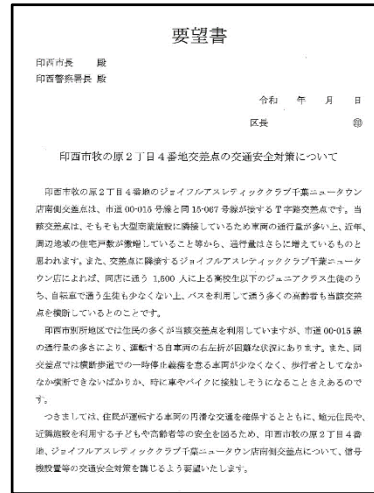 要望書
印西市長　殿
印西警察署長 殿
令和　年　月　日
区長　㊞
印西市牧の原２丁目４番地交差点の交通安全対策について
印西市牧の原２丁目４番地のジョイフルアスレティッククラブ千葉ニュータウン
店南側交差点は、市道 00-015 号線と同 15-067 号線が接するＴ字路交差点です。当
該交差点は、そもそも大型商業施設に隣接しているため車両の通行量が多い上、近年、
周辺地域の住宅戸数が激増していること等から、通行量はさらに増えているものと
思われます。また、交差点に隣接するジョイフルアスレティッククラブ千葉ニュータ
ウン店によれば、同店に通う 1,600 人に上る高校生以下のジュニアクラス生徒のう
ち、自転車で通う生徒も少なくない上、バスを利用して通う多くの高齢者も当該交差
点を横断しているとのことです。
印西市別所地区では住民の多くが当該交差点を利用していますが、市道 00-015 線
の通行量の多さにより、運転する自車両の右左折が困難な状況にあります。また、同
交差点では横断歩道での一時停止義務を怠る車両が少なくなく、歩行者としてなか
なか横断できないばかりか、時に車やバイクに接触しそうになることさえあるので
す。
つきましては、住民が運転する車両の円滑な交通を確保するとともに、地元住民や、
近隣施設を利用する子どもや高齢者等の安全を図るため、印西市牧の原２丁目４番
地、ジョイフルアスレティッククラブ千葉ニュータウン店南側交差点について、信号
機設置等の交通安全対策を講じるよう要望いたします。